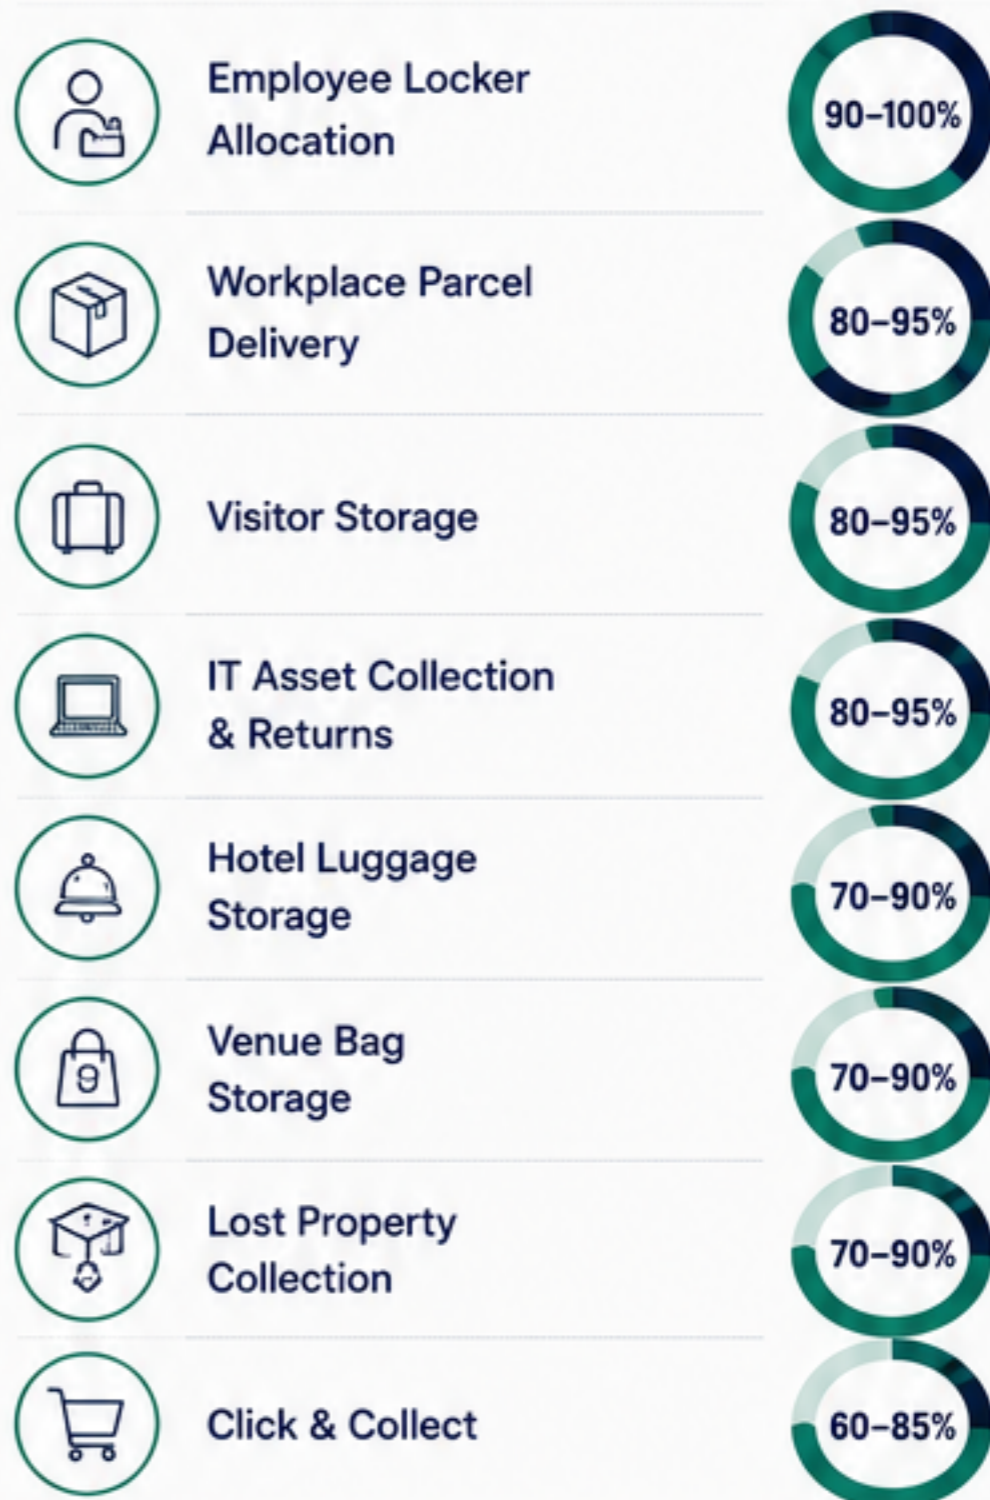 Employee Locker
Allocation
90–100%
Workplace Parcel
Delivery
80–95%
Visitor Storage
80–95%
IT Asset Collection
& Returns
80–95%
Hotel Luggage
Storage
70–90%
Venue Bag
Storage
70–90%
Lost Property
Collection
70–90%
Click & Collect
60–85%